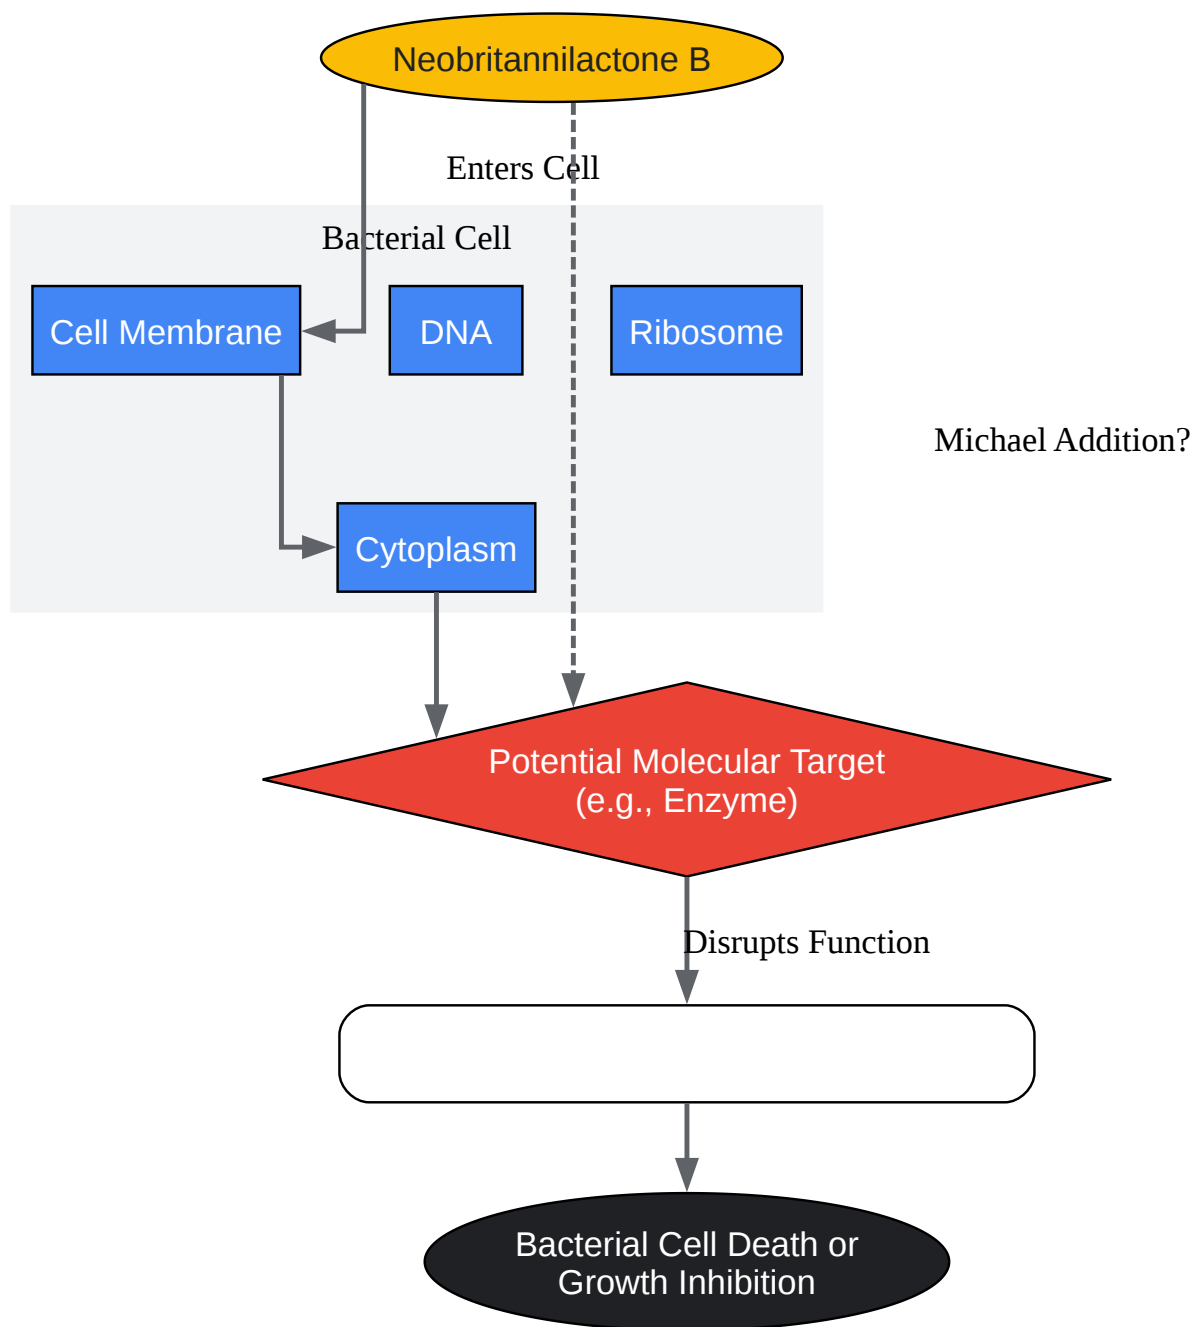 Neobritannilactone B
Enters Cell
Bacterial Cell
Cell Membrane
DNA
Ribosome
Michael Addition?
Cytoplasm
Potential Molecular Target
(e.g., Enzyme)
Disrupts Function
Bacterial Cell Death or
Growth Inhibition